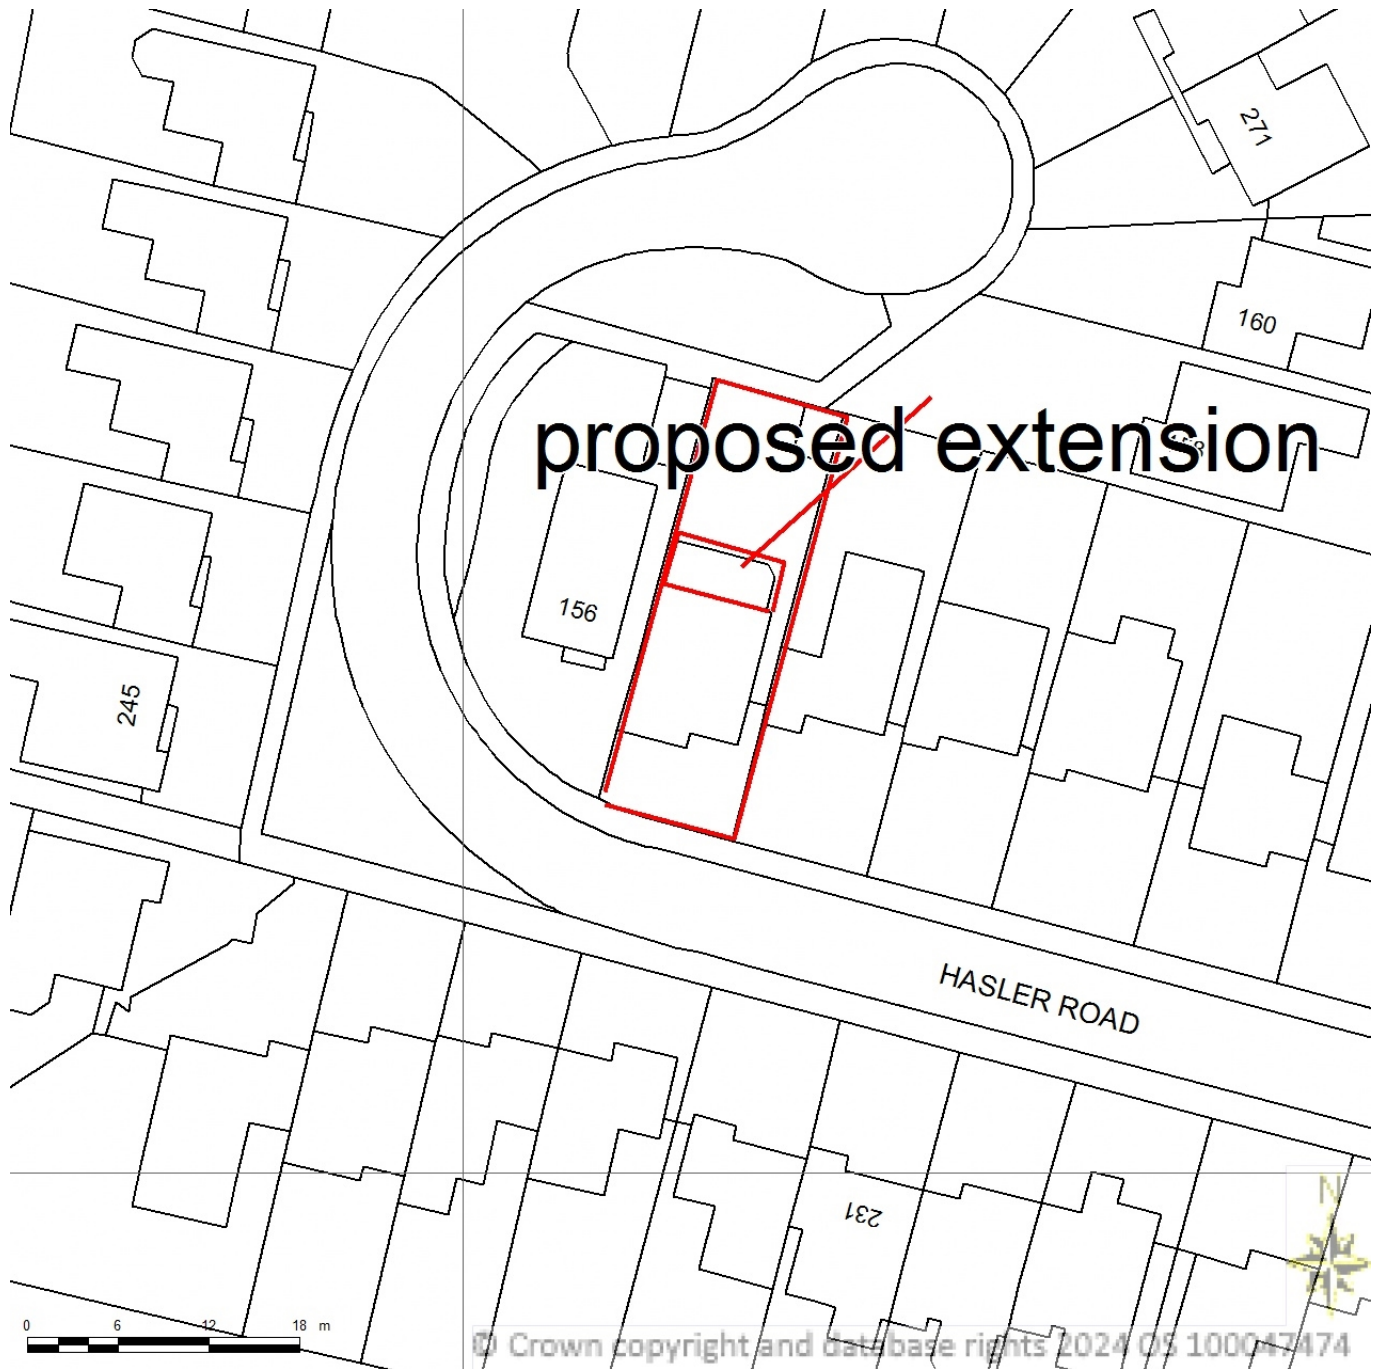 271
160
proposed extension
156
245
HASLER ROAD
231
N
0 6 12 18 m
© Crown copyright and database rights 2024 OS 100047474